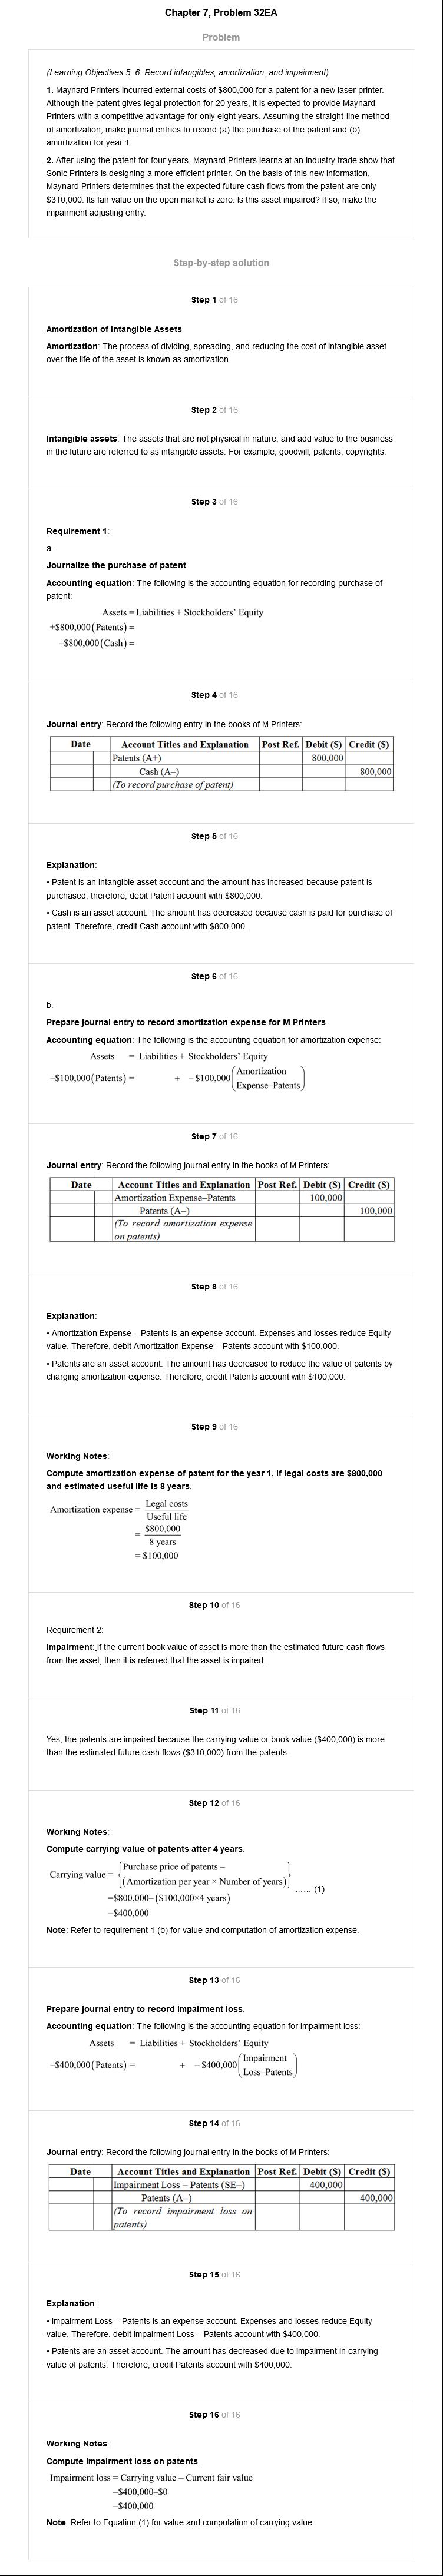 Chapter 7, Problem 32EA
Problem
(Learning Objectives 5, 6: Record intangibles, amortization, and impairment)
1. Maynard Printers incurred external costs of $800,000 for a patent for a new laser printer.
Although the patent gives legal protection for 20 years, it is expected to provide Maynard
Printers with a competitive advantage for only eight years. Assuming the straight-line method
of amortization, make journal entries to record (a) the purchase of the patent and (b)
amortization for year 1.
2. After using the patent for four years, Maynard Printers learns at an industry trade show that
Sonic Printers is designing a more efficient printer. On the basis of this new information,
Maynard Printers determines that the expected future cash flows from the patent are only
$310,000. Its fair value on the open market is zero. Is this asset impaired? If so, make the
impairment adjusting entry.
Step-by-step solution
Step 1 of 16
Amortization of Intangible Assets
Amortization: The process of dividing, spreading, and reducing the cost of intangible asset
over the life of the asset is known as amortization.
Step 2 of 16
Intangible assets: The assets that are not physical in nature, and add value to the business
in the future are referred to as intangible assets. For example, goodwill, patents, copyrights.
Step 3 of 16
Requirement 1:
a.
Journalize the purchase of patent.
Accounting equation: The following is the accounting equation for recording purchase of
patent:
Assets = Liabilities + Stockholders' Equity
+$800,000(Patents) =
–$800,000(Cash) =
Step 4 of 16
Journal entry: Record the following entry in the books of M Printers:
Date Account Titles and Explanation Post Ref. Debit ($) Credit ($)
Patents (A+) 800,000
Cash (A–) 800,000
(To record purchase of patent)
Step 5 of 16
Explanation:
• Patent is an intangible asset account and the amount has increased because patent is
purchased; therefore, debit Patent account with $800,000.
• Cash is an asset account. The amount has decreased because cash is paid for purchase of
patent. Therefore, credit Cash account with $800,000.
Step 6 of 16
b.
Prepare journal entry to record amortization expense for M Printers.
Accounting equation: The following is the accounting equation for amortization expense:
Assets = Liabilities + Stockholders' Equity
–$100,000(Patents) = + –$100,000(Amortization
Expense–Patents)
Step 7 of 16
Journal entry: Record the following journal entry in the books of M Printers:
Date Account Titles and Explanation Post Ref. Debit ($) Credit ($)
Amortization Expense–Patents 100,000
Patents (A–) 100,000
(To record amortization expense
on patents)
Step 8 of 16
Explanation:
• Amortization Expense – Patents is an expense account. Expenses and losses reduce Equity
value. Therefore, debit Amortization Expense – Patents account with $100,000.
• Patents are an asset account. The amount has decreased to reduce the value of patents by
charging amortization expense. Therefore, credit Patents account with $100,000.
Step 9 of 16
Working Notes:
Compute amortization expense of patent for the year 1, if legal costs are $800,000
and estimated useful life is 8 years.
Amortization expense = Legal costs
Useful life
= $800,000
8 years
= $100,000
Step 10 of 16
Requirement 2:
Impairment: If the current book value of asset is more than the estimated future cash flows
from the asset, then it is referred that the asset is impaired.
Step 11 of 16
Yes, the patents are impaired because the carrying value or book value ($400,000) is more
than the estimated future cash flows ($310,000) from the patents.
Step 12 of 16
Working Notes:
Compute carrying value of patents after 4 years.
Carrying value = {Purchase price of patents –
(Amortization per year × Number of years)} ...... (1)
=$800,000–($100,000×4 years)
=$400,000
Note: Refer to requirement 1 (b) for value and computation of amortization expense.
Step 13 of 16
Prepare journal entry to record impairment loss.
Accounting equation: The following is the accounting equation for impairment loss:
Assets = Liabilities + Stockholders' Equity
–$400,000(Patents) = + –$400,000(Impairment
Loss–Patents)
Step 14 of 16
Journal entry: Record the following journal entry in the books of M Printers:
Date Account Titles and Explanation Post Ref. Debit ($) Credit ($)
Impairment Loss – Patents (SE–) 400,000
Patents (A–) 400,000
(To record impairment loss on
patents)
Step 15 of 16
Explanation:
• Impairment Loss – Patents is an expense account. Expenses and losses reduce Equity
value. Therefore, debit Impairment Loss – Patents account with $400,000.
• Patents are an asset account. The amount has decreased due to impairment in carrying
value of patents. Therefore, credit Patents account with $400,000.
Step 16 of 16
Working Notes:
Compute impairment loss on patents.
Impairment loss = Carrying value – Current fair value
=$400,000–$0
=$400,000
Note: Refer to Equation (1) for value and computation of carrying value.